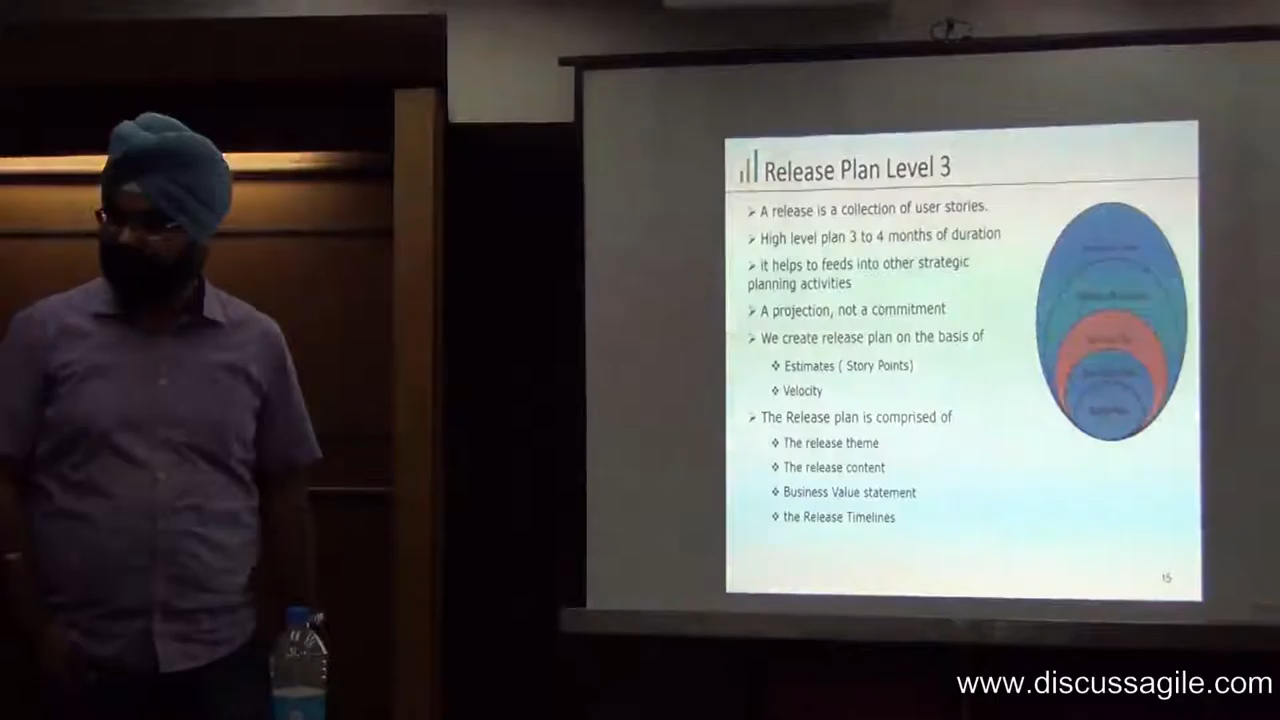 Release Plan Level 3
➢ A release is a collection of user stories.
➢ High level plan 3 to 4 months of duration
➢ it helps to feeds into other strategic
planning activities
➢ A projection, not a commitment
➢ We create release plan on the basis of
❖ Estimates ( Story Points)
❖ Velocity
➢ The Release plan is comprised of
❖ The release theme
❖ The release content
❖ Business Value statement
❖ the Release Timelines
15
www.discussagile.com